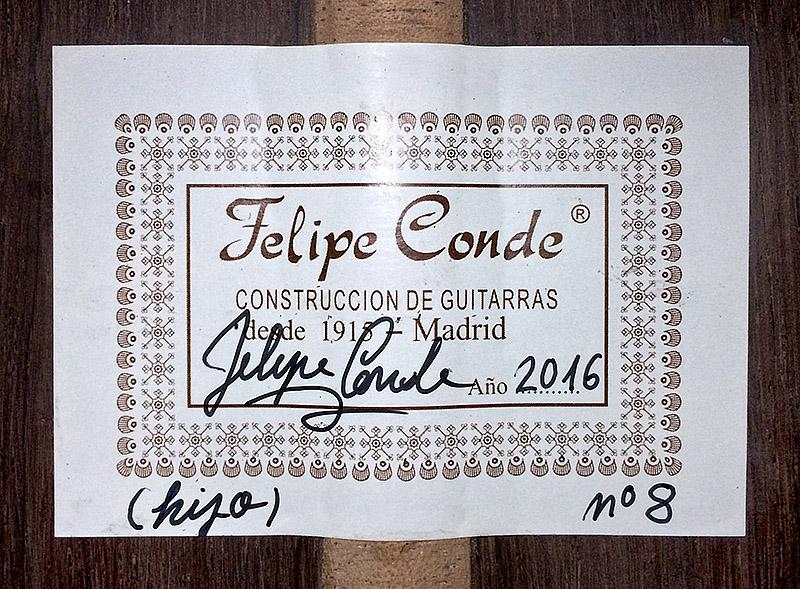 Felipe Conde ®
CONSTRUCCION DE GUITARRAS
desde 1915 - Madrid
Felipe Conde Año 2016
(hijo) nº 8